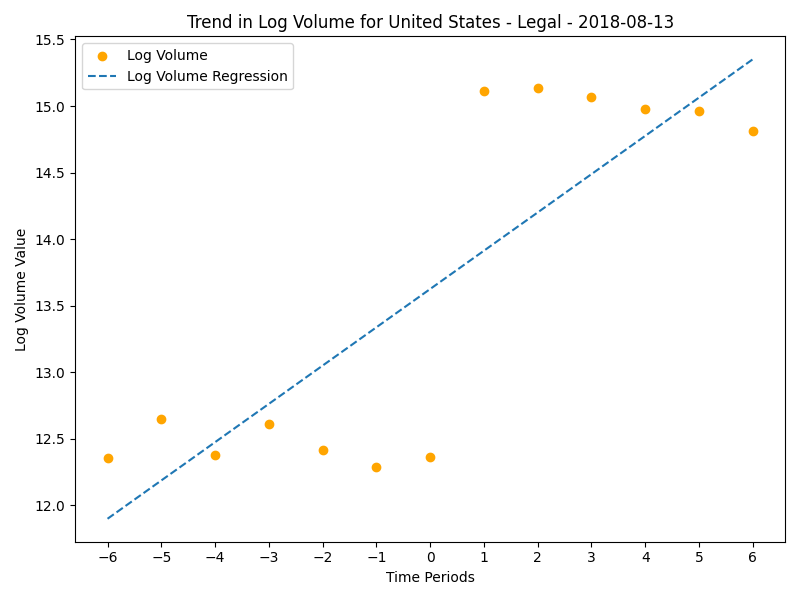 Trend in Log Volume for United States - Legal - 2018-08-13
Log Volume
Log Volume Regression
15.5
15.0
14.5
14.0
13.5
13.0
12.5
12.0
Log Volume Value
−6 −5 −4 −3 −2 −1 0 1 2 3 4 5 6
Time Periods